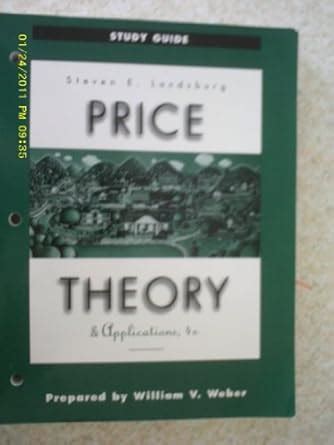 STUDY GUIDE
Steven E. Landsburg
PRICE
THEORY
& Applications, 4e
Prepared by William V. Weber
01/24/2011 PM 09:35